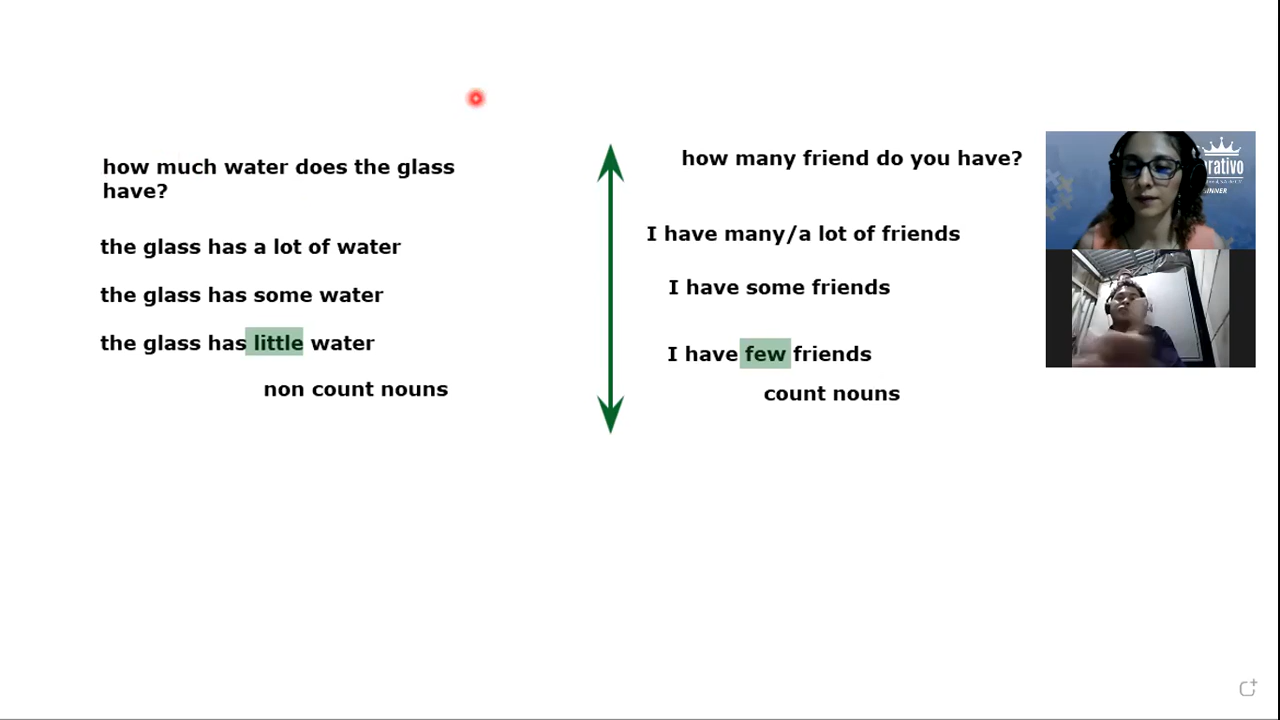 how much water does the glass
have?
the glass has a lot of water
the glass has some water
the glass has little water
non count nouns
how many friend do you have?
I have many/a lot of friends
I have some friends
I have few friends
count nouns